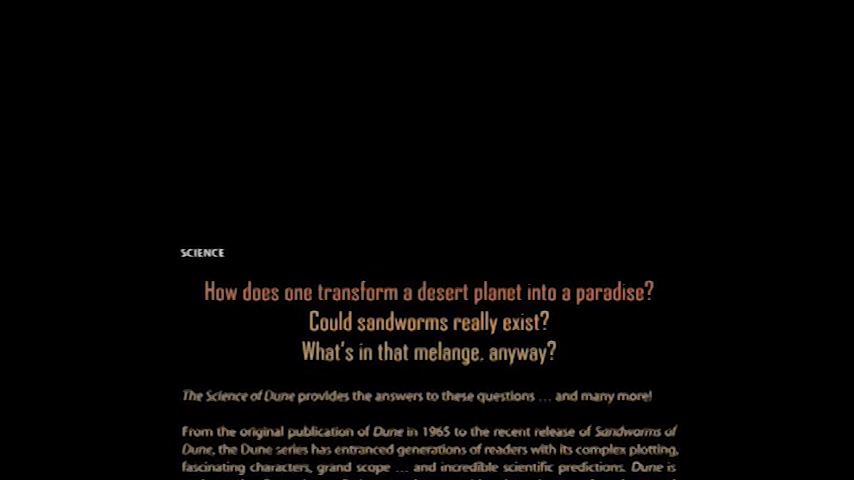 SCIENCE
How does one transform a desert planet into a paradise?
Could sandworms really exist?
What's in that melange, anyway?
The Science of Dune provides the answers to these questions … and many more!
From the original publication of Dune in 1965 to the recent release of Sandworms of
Dune, the Dune series has entranced generations of readers with its complex plotting,
fascinating characters, grand scope … and incredible scientific predictions. Dune is